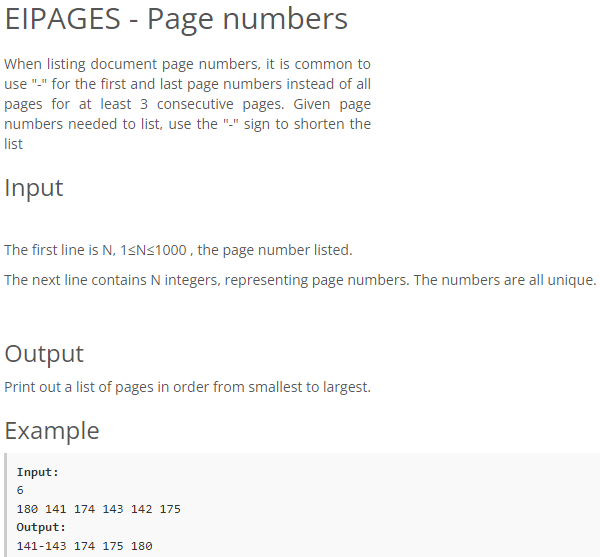 EIPAGES - Page numbers
When listing document page numbers, it is common to
use "-" for the first and last page numbers instead of all
pages for at least 3 consecutive pages. Given page
numbers needed to list, use the "-" sign to shorten the
list
Input
The first line is N, 1≤N≤1000 , the page number listed.
The next line contains N integers, representing page numbers. The numbers are all unique.
Output
Print out a list of pages in order from smallest to largest.
Example
Input:
6
180 141 174 143 142 175
Output:
141-143 174 175 180